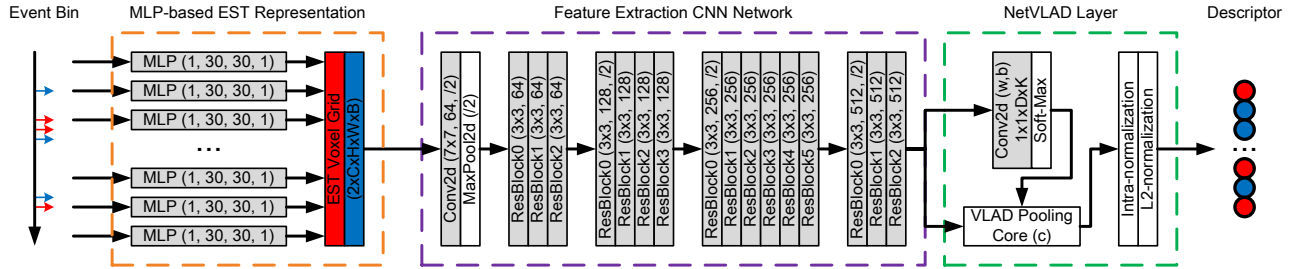 Event Bin
MLP-based EST Representation
Feature Extraction CNN Network
NetVLAD Layer
Descriptor
MLP (1, 30, 30, 1)
MLP (1, 30, 30, 1)
MLP (1, 30, 30, 1)
...
MLP (1, 30, 30, 1)
MLP (1, 30, 30, 1)
MLP (1, 30, 30, 1)
EST Voxel Grid
(2xCxHxWxB)
Conv2d (7x7, 64, /2)
MaxPool2d (/2)
ResBlock0 (3x3, 64)
ResBlock1 (3x3, 64)
ResBlock2 (3x3, 64)
ResBlock0 (3x3, 128, /2)
ResBlock1 (3x3, 128)
ResBlock2 (3x3, 128)
ResBlock3 (3x3, 128)
ResBlock0 (3x3, 256, /2)
ResBlock1 (3x3, 256)
ResBlock2 (3x3, 256)
ResBlock3 (3x3, 256)
ResBlock4 (3x3, 256)
ResBlock5 (3x3, 256)
ResBlock0 (3x3, 512, /2)
ResBlock1 (3x3, 512)
ResBlock2 (3x3, 512)
Conv2d (w,b)
1x1xDxK
Soft-Max
VLAD Pooling
Core (c)
Intra-normalization
L2-normalization
...